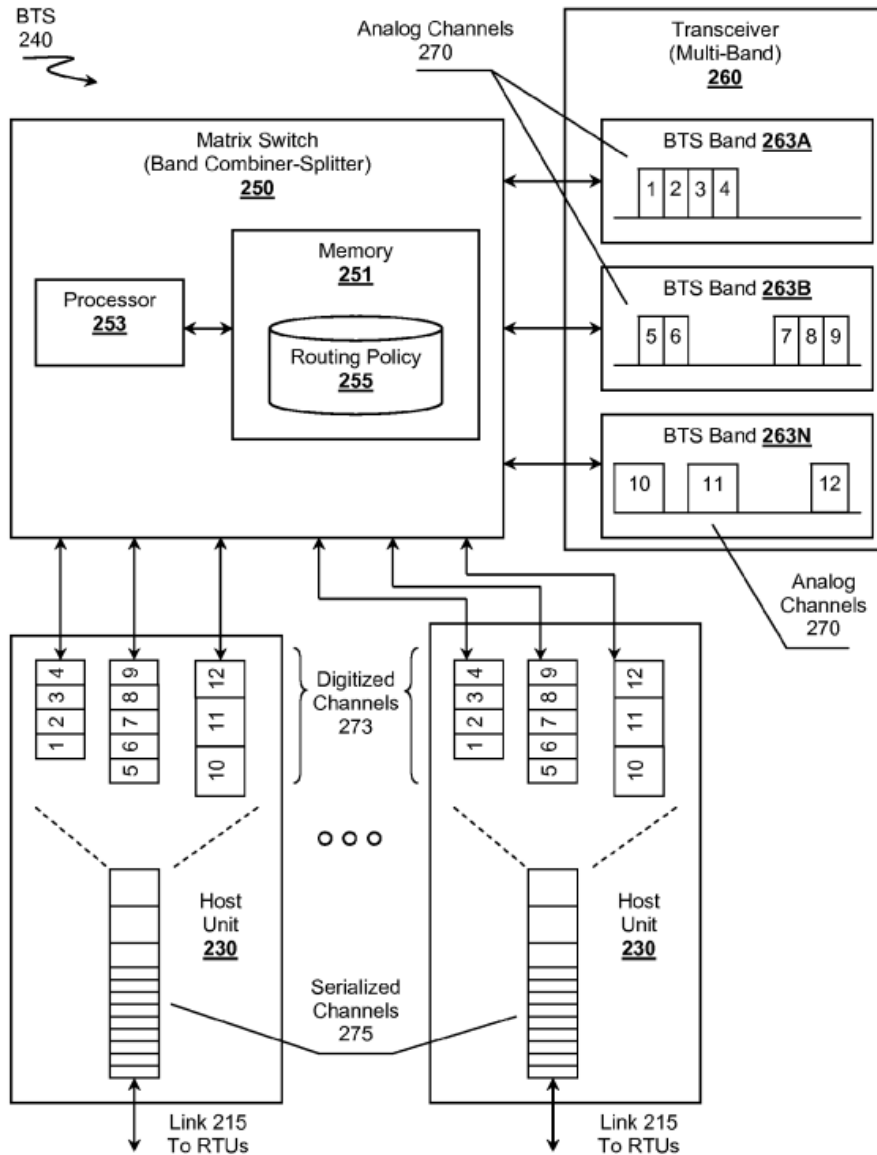 BTS
240
Analog Channels
270
Transceiver
(Multi-Band)
260
Matrix Switch
(Band Combiner-Splitter)
250
Processor
253
Memory
251
Routing Policy
255
BTS Band 263A
1 2 3 4
BTS Band 263B
5 6 7 8 9
BTS Band 263N
10 11 12
Analog
Channels
270
4
3
2
1
9
8
7
6
5
12
11
10
Digitized
Channels
273
4
3
2
1
9
8
7
6
5
12
11
10
Host
Unit
230
Host
Unit
230
Serialized
Channels
275
Link 215
To RTUs
Link 215
To RTUs